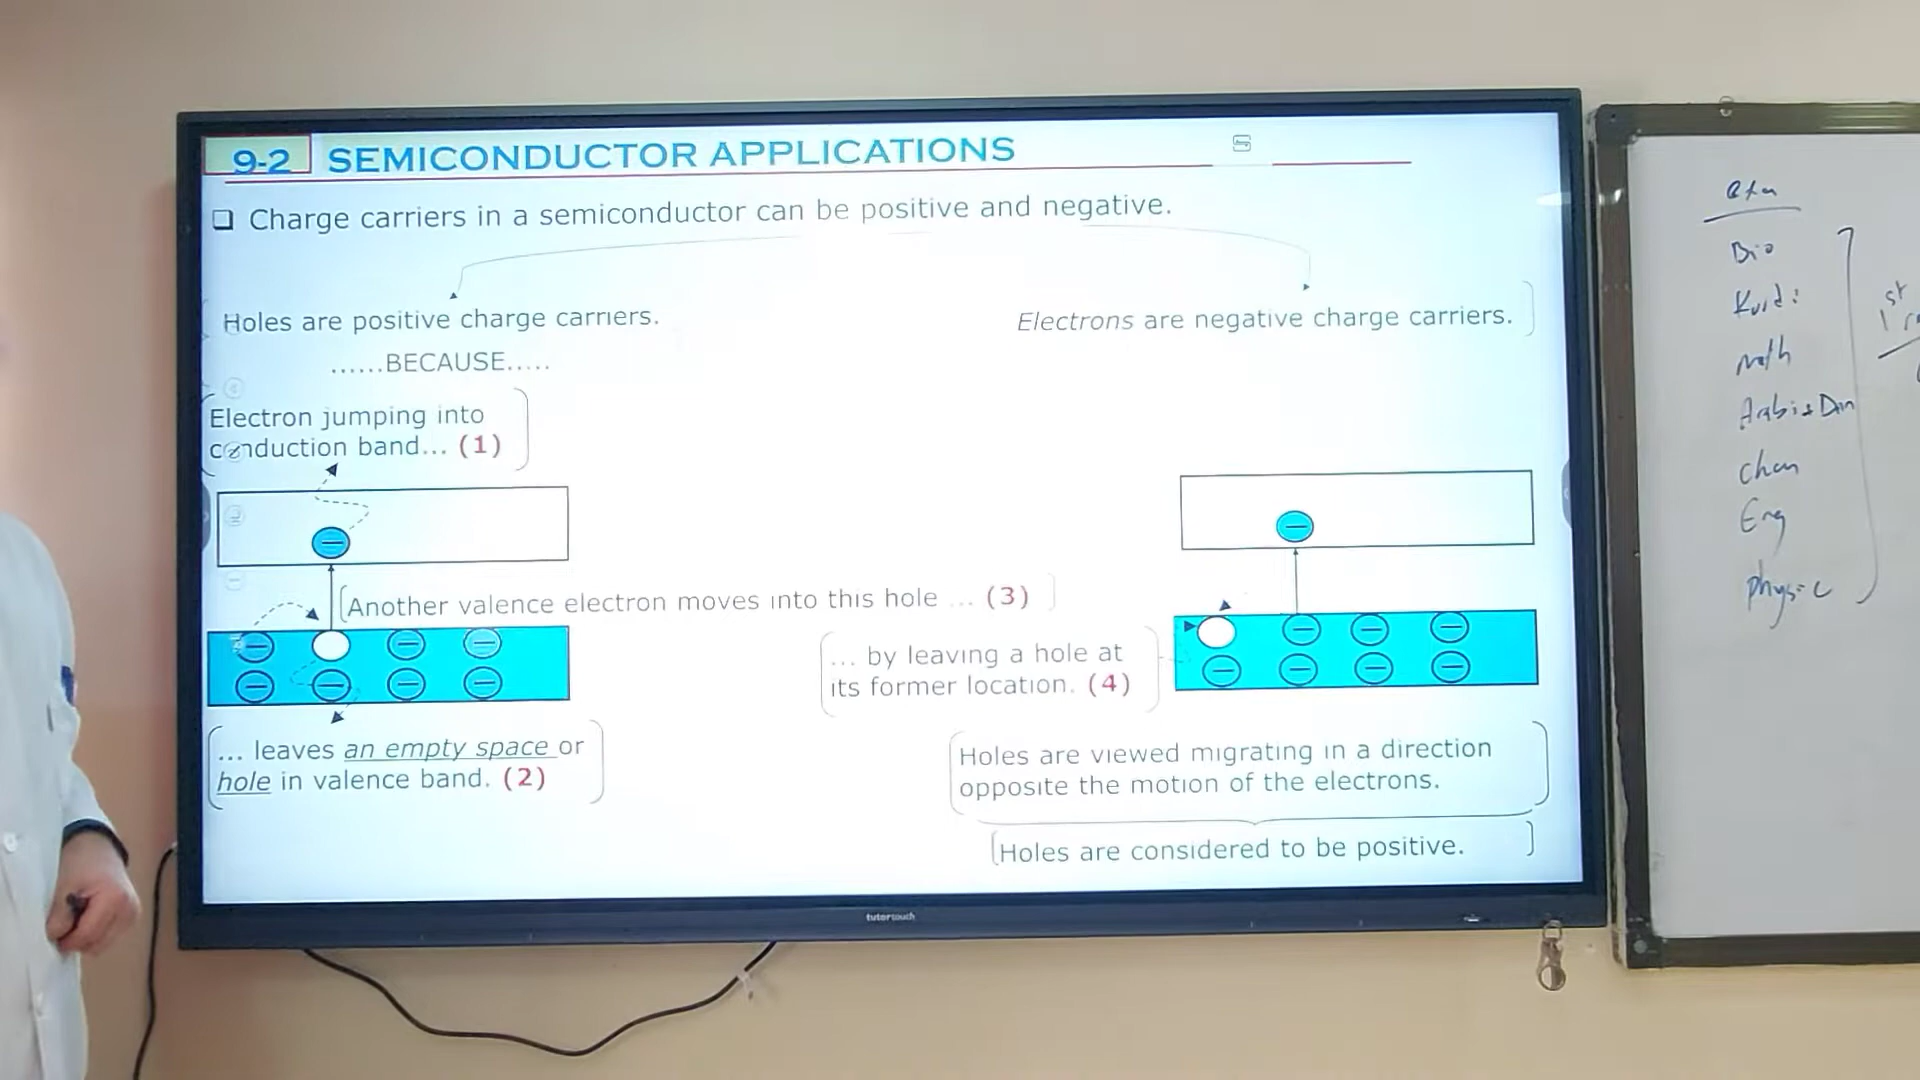 9-2 SEMICONDUCTOR APPLICATIONS
Charge carriers in a semiconductor can be positive and negative.
Holes are positive charge carriers.
......BECAUSE.....
Electrons are negative charge carriers.
Electron jumping into
conduction band... (1)
Another valence electron moves into this hole ... (3)
... by leaving a hole at
its former location. (4)
... leaves an empty space or
hole in valence band. (2)
Holes are viewed migrating in a direction
opposite the motion of the electrons.
Holes are considered to be positive.
tutortouch
Bio
Kurdi
math
Eng
1st